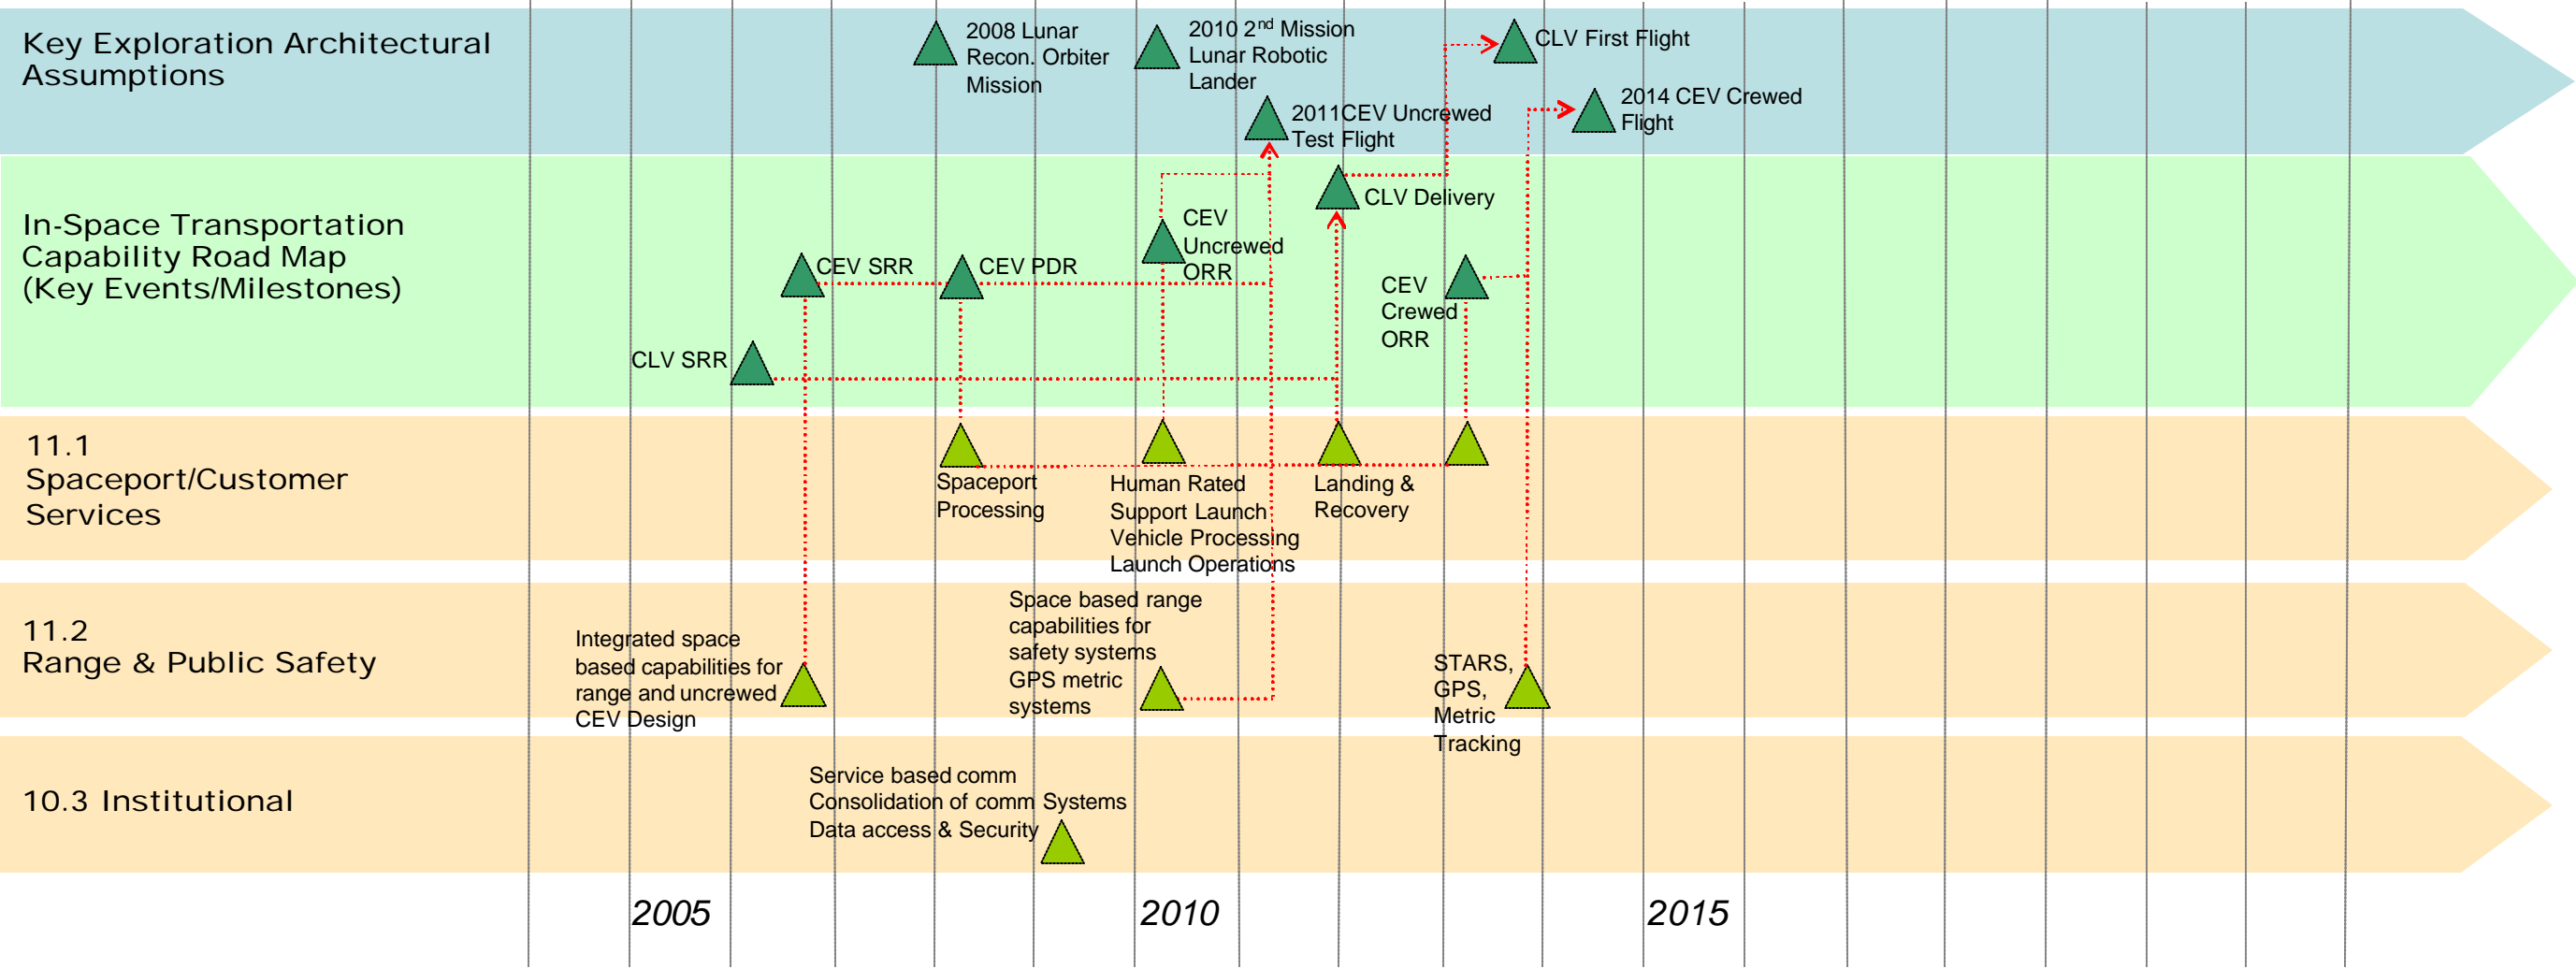 Key Exploration Architectural
Assumptions
2008 Lunar
Recon. Orbiter
Mission
2010 2nd Mission
Lunar Robotic
Lander
2011CEV Uncrewed
Test Flight
CLV First Flight
2014 CEV Crewed
Flight
In-Space Transportation
Capability Road Map
(Key Events/Milestones)
CLV SRR
CEV SRR
CEV PDR
CEV
Uncrewed
ORR
CLV Delivery
CEV
Crewed
ORR
11.1
Spaceport/Customer
Services
Spaceport
Processing
Human Rated
Support Launch
Vehicle Processing
Launch Operations
Landing &
Recovery
11.2
Range & Public Safety
Integrated space
based capabilities for
range and uncrewed
CEV Design
Space based range
capabilities for
safety systems
GPS metric
systems
STARS,
GPS,
Metric
Tracking
10.3 Institutional
Service based comm
Consolidation of comm Systems
Data access & Security
2005
2010
2015